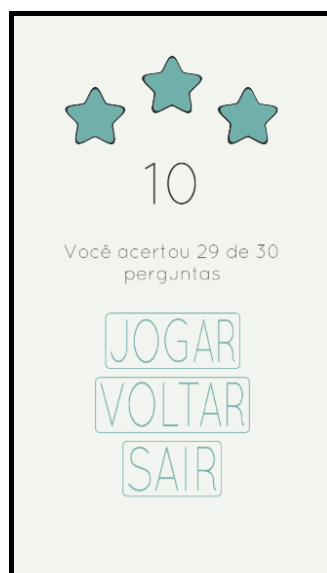 10
Você acertou 29 de 30
perguntas
JOGAR
VOLTAR
SAIR